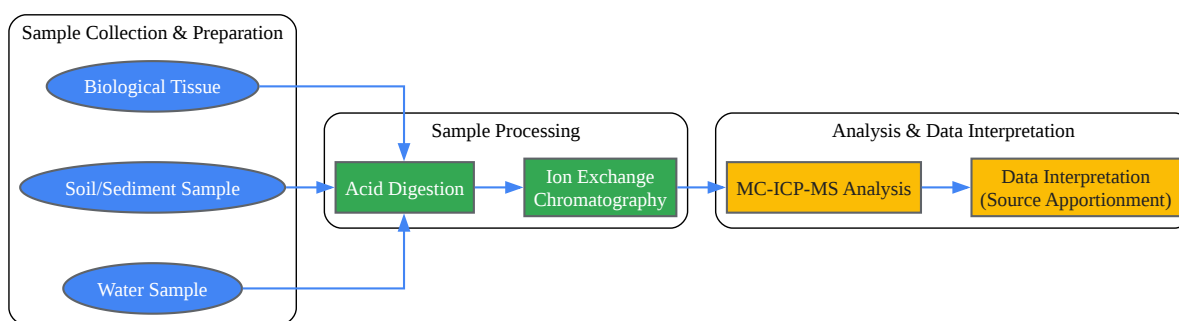 Sample Collection & Preparation
Biological Tissue
Soil/Sediment Sample
Water Sample
Sample Processing
Acid Digestion
Ion Exchange
Chromatography
Analysis & Data Interpretation
MC-ICP-MS Analysis
Data Interpretation
(Source Apportionment)